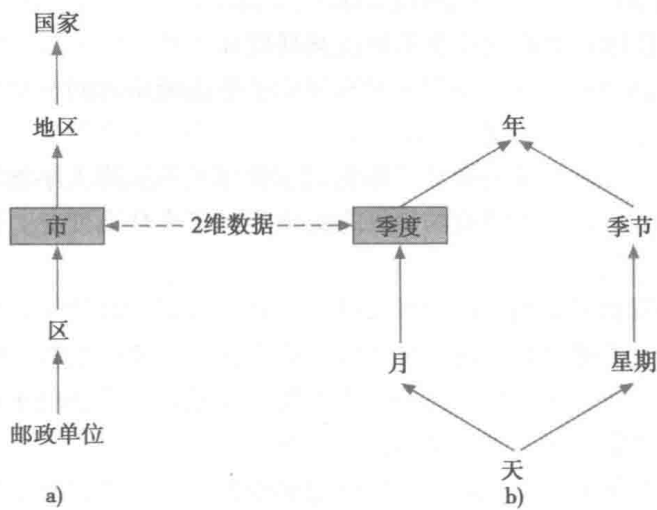 国家
地区
市
区
邮政单位
a)
2维数据
年
季度
季节
月
星期
天
b)